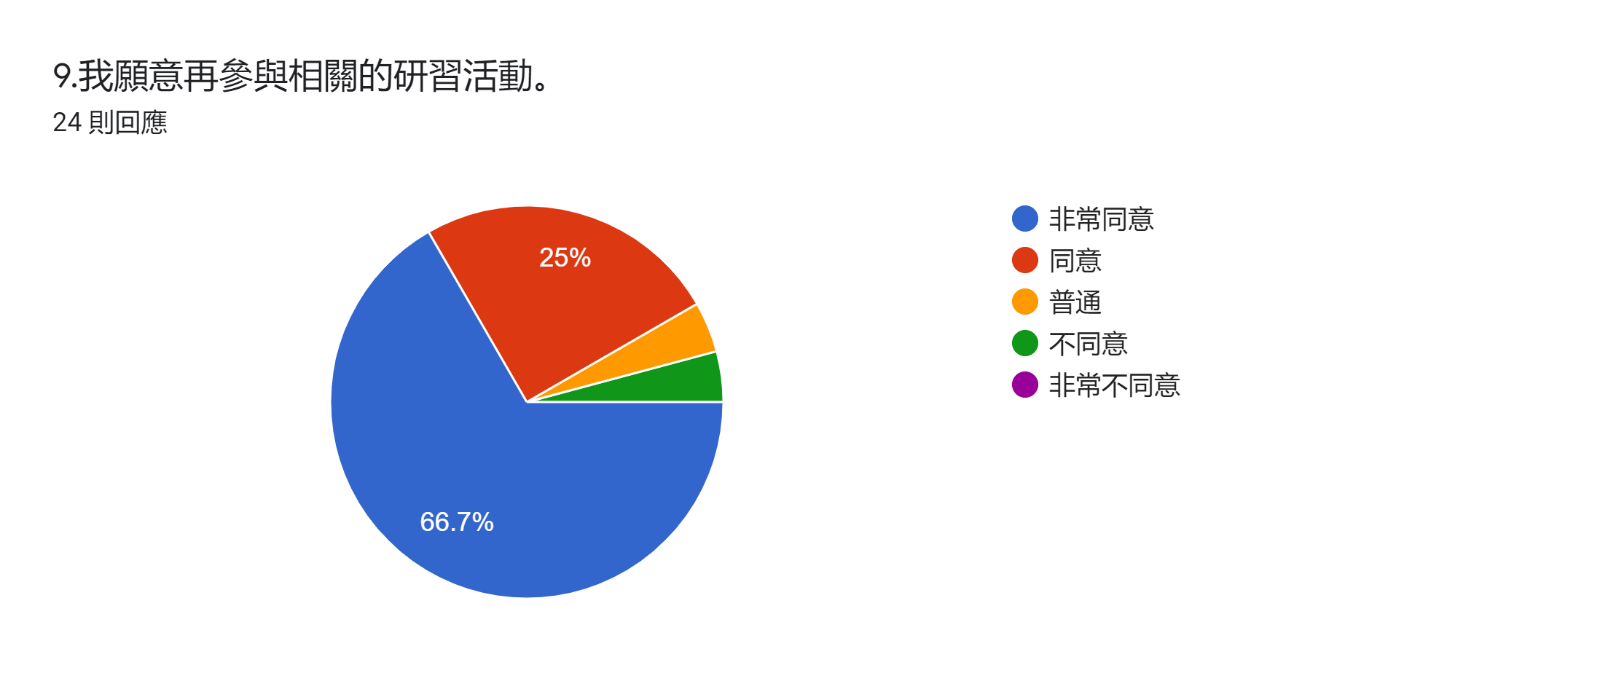 9.我願意再參與相關的研習活動。
24 則回應
25%
66.7%
非常同意
同意
普通
不同意
非常不同意